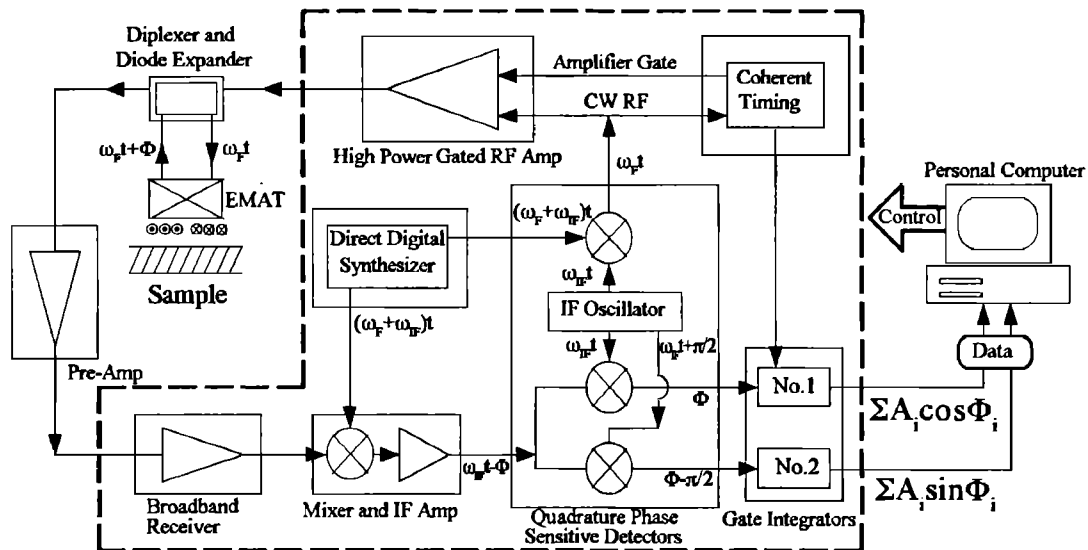 Diplexer and
Diode Expander
Amplifier Gate
Coherent
Timing
CW RF
High Power Gated RF Amp
ω_F t+Φ
ω_F t
EMAT
Sample
ω_F t
Personal Computer
Control
(ω_F+ω_IF)t
Direct Digital
Synthesizer
ω_IF t
IF Oscillator
(ω_F+ω_IF)t
ω_IF t
ω_IF t+π/2
Data
Pre-Amp
Φ
No.1
ΣA_i cosΦ_i
ω_IF t-Φ
Φ-π/2
No.2
ΣA_i sinΦ_i
Broadband
Receiver
Mixer and IF Amp
Quadrature Phase
Sensitive Detectors
Gate Integrators